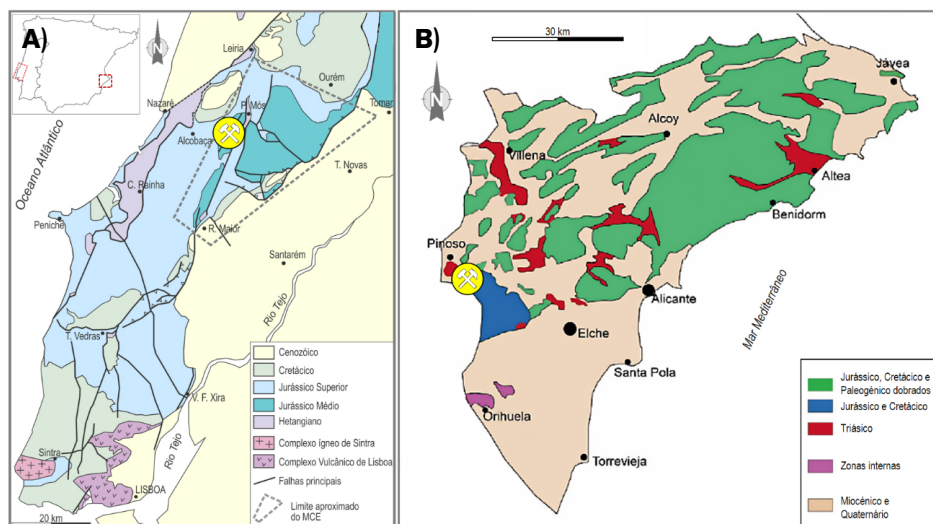 A)
N
Leiria
Ourém
Nazaré
P. Mós
Tomar
Alcobaça
Oceano Atlântico
T. Novas
C. Rainha
Peniche
R. Maior
Santarém
Rio Tejo
T. Vedras
V. F. Xira
Rio Tejo
Sintra
LISBOA
20 km
Cenozóico
Cretácico
Jurássico Superior
Jurássico Médio
Hetangiano
Complexo Ígneo de Sintra
Complexo Vulcânico de Lisboa
Falhas principais
Limite aproximado
do MCE
B)
30 km
N
Jávea
Alcoy
Villena
Altea
Benidorm
Pinoso
Alicante
Elche
Mar Mediterrâneo
Santa Pola
Orihuela
Torrevieja
Jurássico, Cretácico e
Paleogénico dobrados
Jurássico e Cretácico
Triásico
Zonas internas
Miocénico e
Quaternário